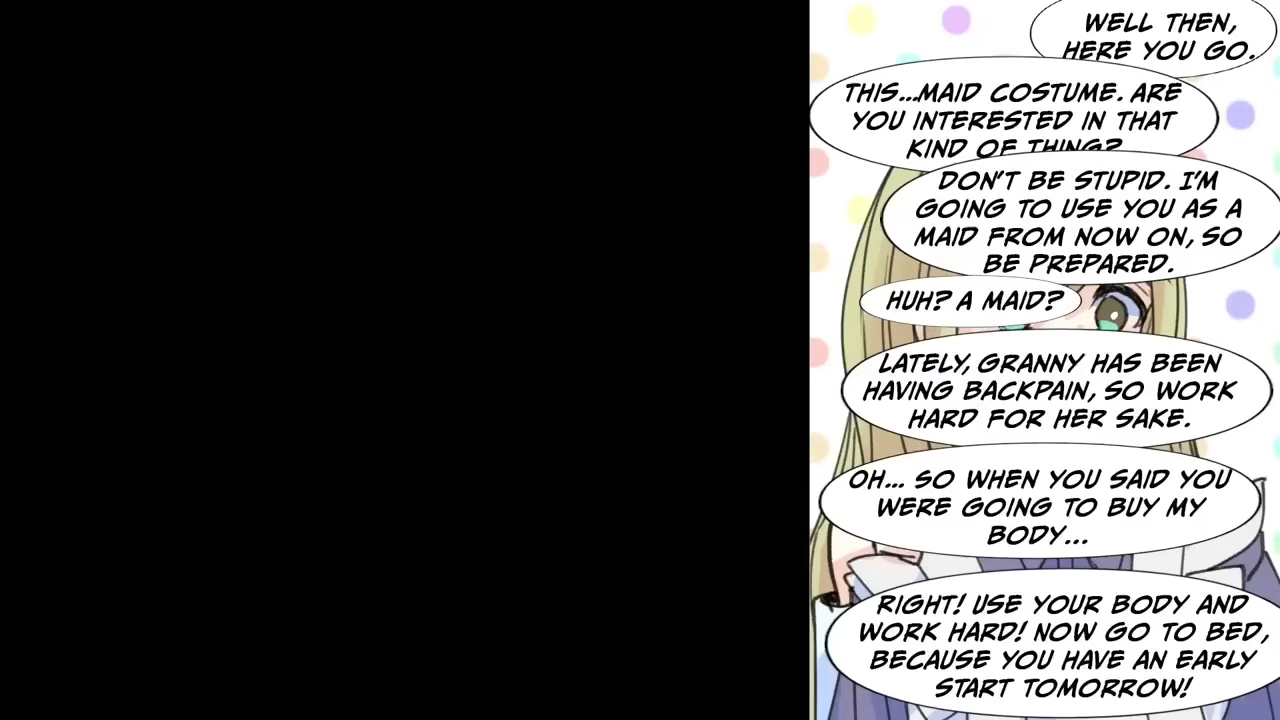 WELL THEN,
HERE YOU GO.
THIS...MAID COSTUME. ARE
YOU INTERESTED IN THAT
KIND OF THING?
DON'T BE STUPID. I'M
GOING TO USE YOU AS A
MAID FROM NOW ON, SO
BE PREPARED.
HUH? A MAID?
LATELY, GRANNY HAS BEEN
HAVING BACKPAIN, SO WORK
HARD FOR HER SAKE.
OH... SO WHEN YOU SAID YOU
WERE GOING TO BUY MY
BODY...
RIGHT! USE YOUR BODY AND
WORK HARD! NOW GO TO BED,
BECAUSE YOU HAVE AN EARLY
START TOMORROW!